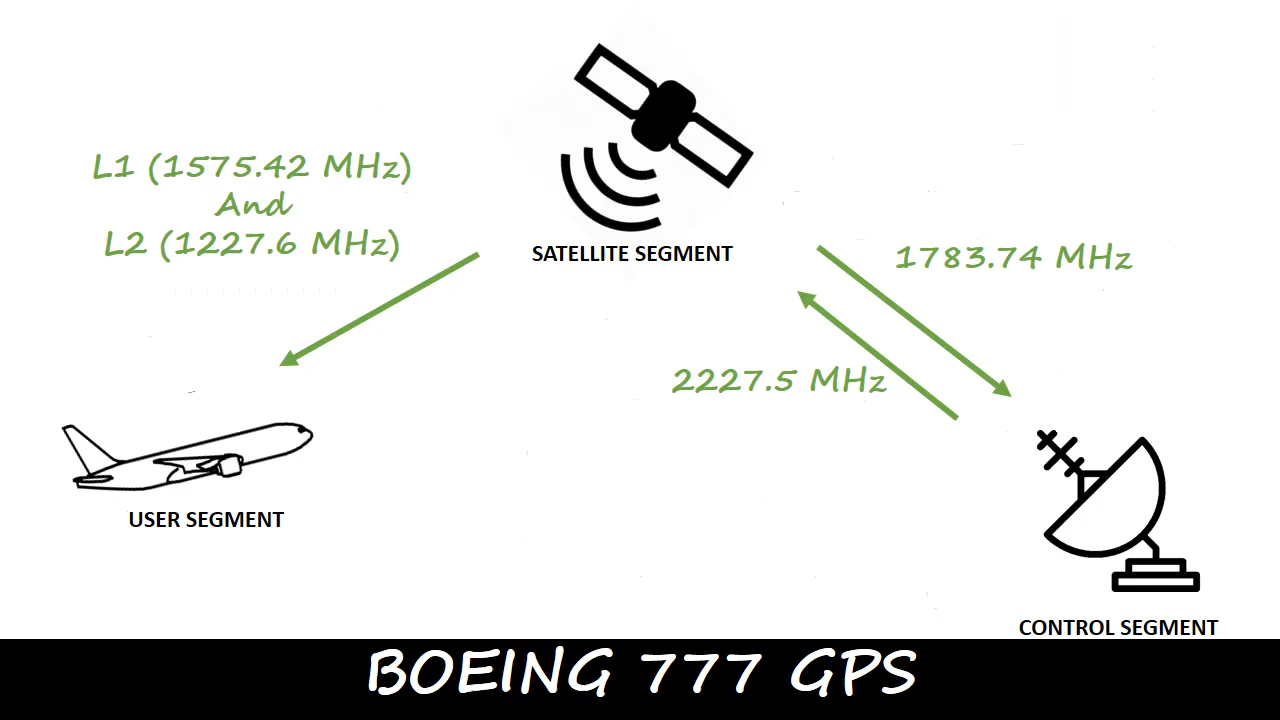 L1 (1575.42 MHz)
And
L2 (1227.6 MHz)
SATELLITE SEGMENT
1783.74 MHz
2227.5 MHz
USER SEGMENT
CONTROL SEGMENT
BOEING 777 GPS